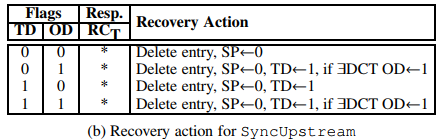 Flags Resp. Recovery Action
TD OD RCT
0 0 * Delete entry, SP←0
0 1 * Delete entry, SP←0, TD←1, if ∃DCT OD←1
1 0 * Delete entry, SP←0, TD←1
1 1 * Delete entry, SP←0, TD←1, if ∃DCT OD←1
(b) Recovery action for SyncUpstream